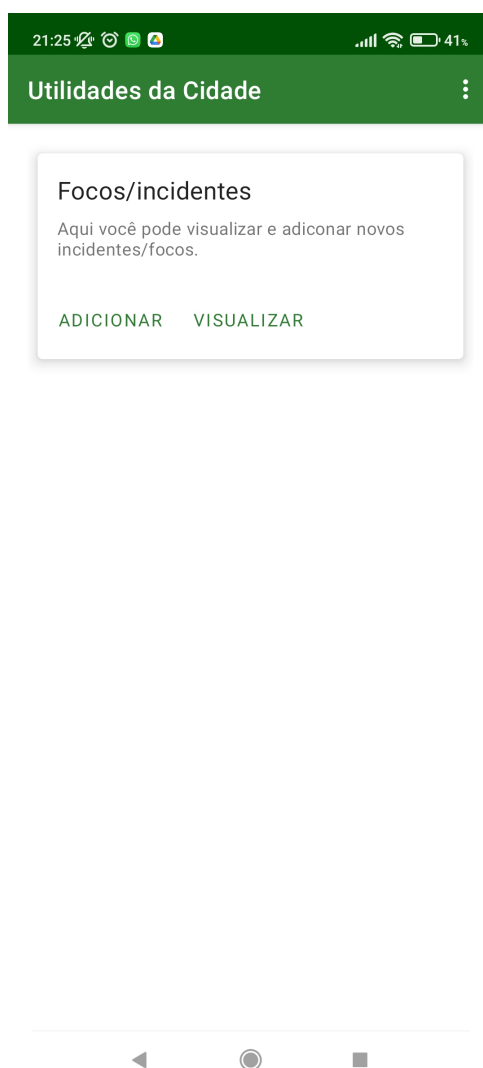 21:25
41%
Utilidades da Cidade
Focos/incidentes
Aqui você pode visualizar e adiconar novos
incidentes/focos.
ADICIONAR VISUALIZAR